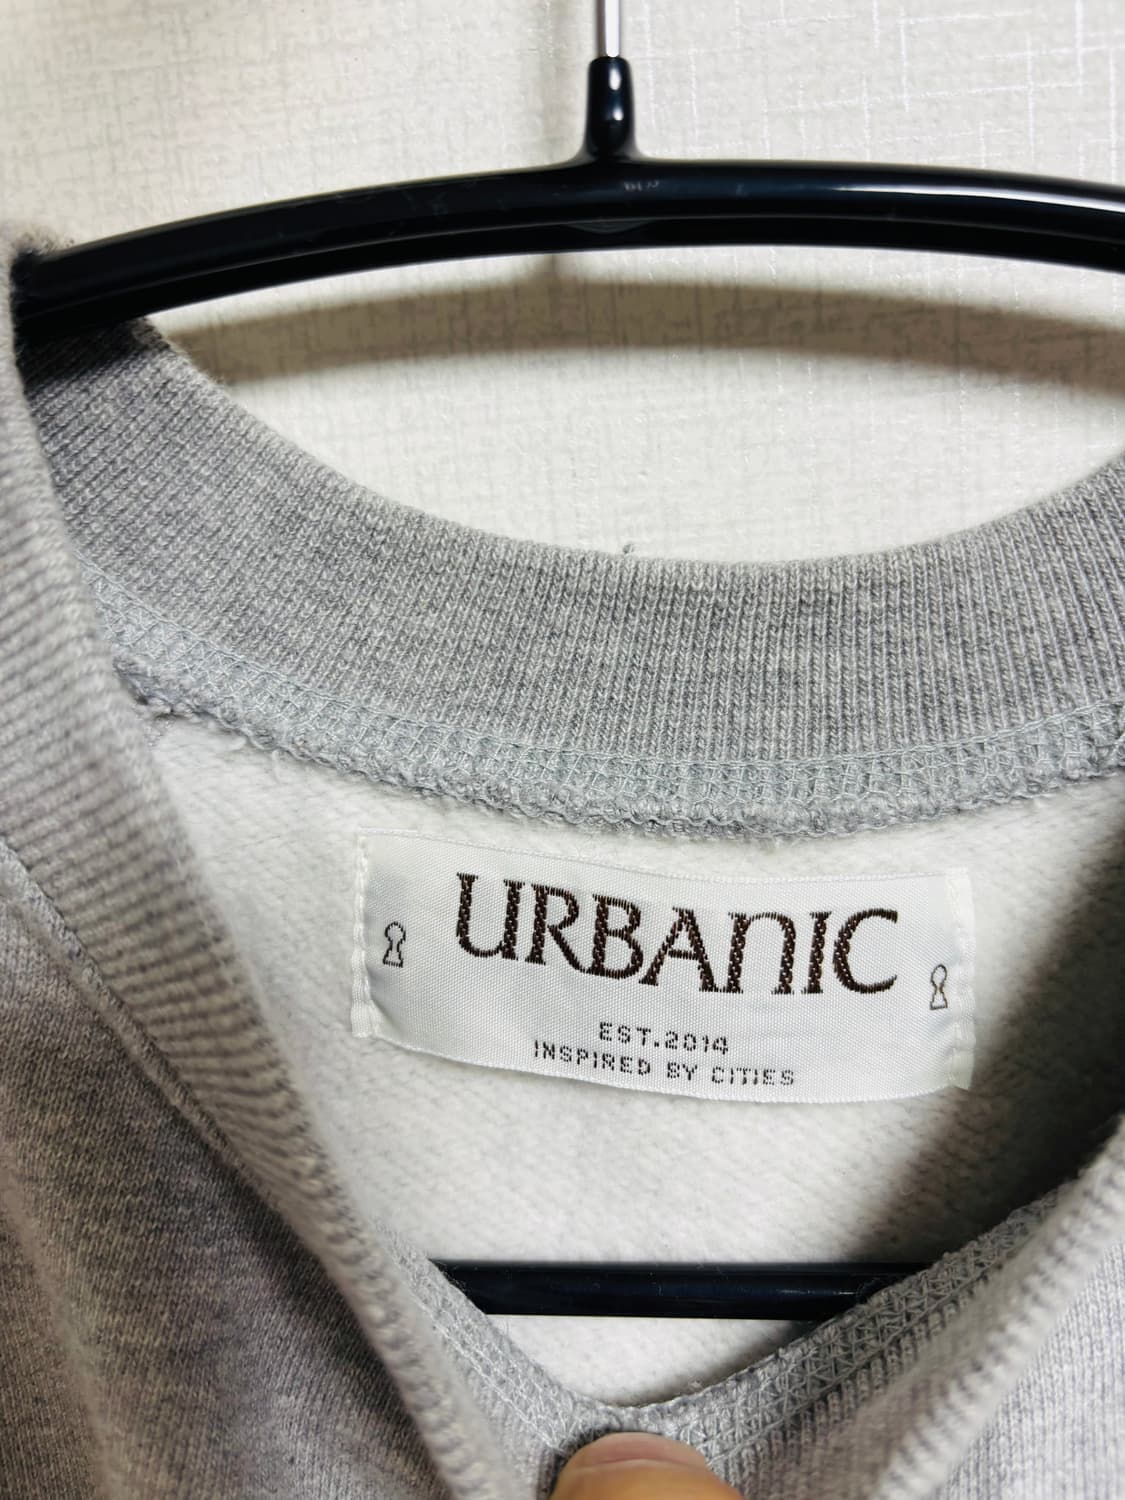 URBANIC
EST.2014
INSPIRED BY CITIES